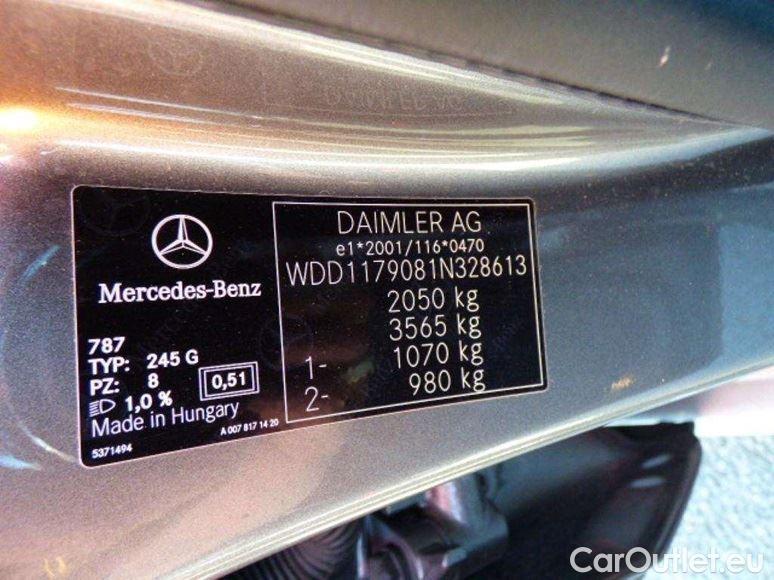 Mercedes-Benz
787
TYP: 245 G
PZ: 8
0,51
1,0 %
Made in Hungary
A 007 817 14 20
5371494
DAIMLER AG
e1*2001/116*0470
WDD1179081N328613
2050 kg
3565 kg
1- 1070 kg
2- 980 kg
CarOutlet.eu